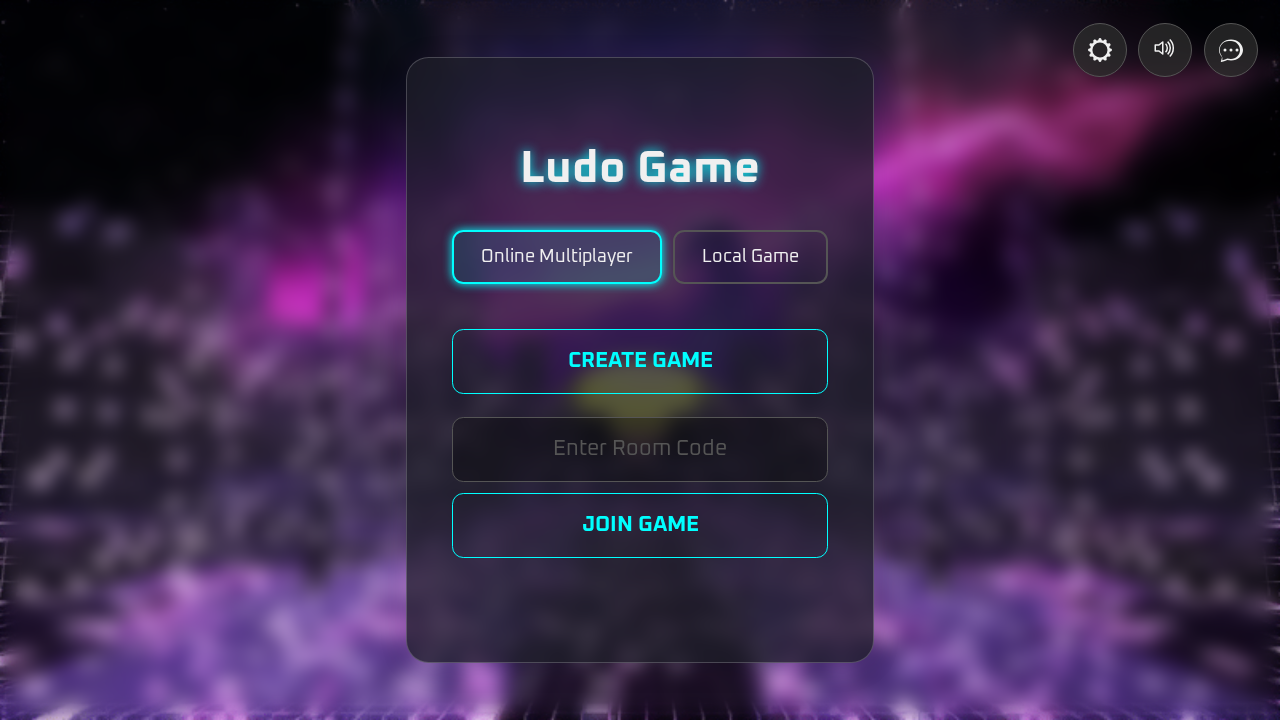 Ludo Game
Online Multiplayer
Local Game
CREATE GAME
Enter Room Code
JOIN GAME